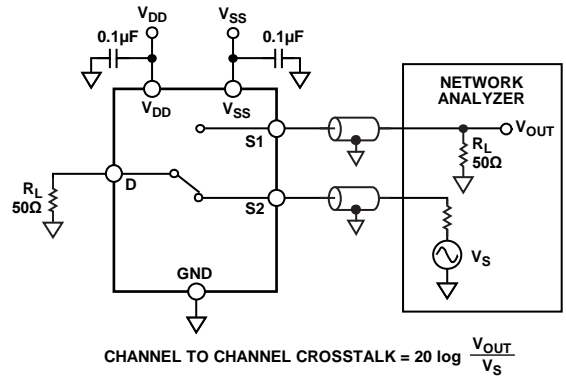 VDD
VSS
0.1µF
0.1µF
VDD
VSS
NETWORK
ANALYZER
S1
VOUT
RL
50Ω
RL
50Ω
D
S2
VS
GND
CHANNEL TO CHANNEL CROSSTALK = 20 log VOUT/VS